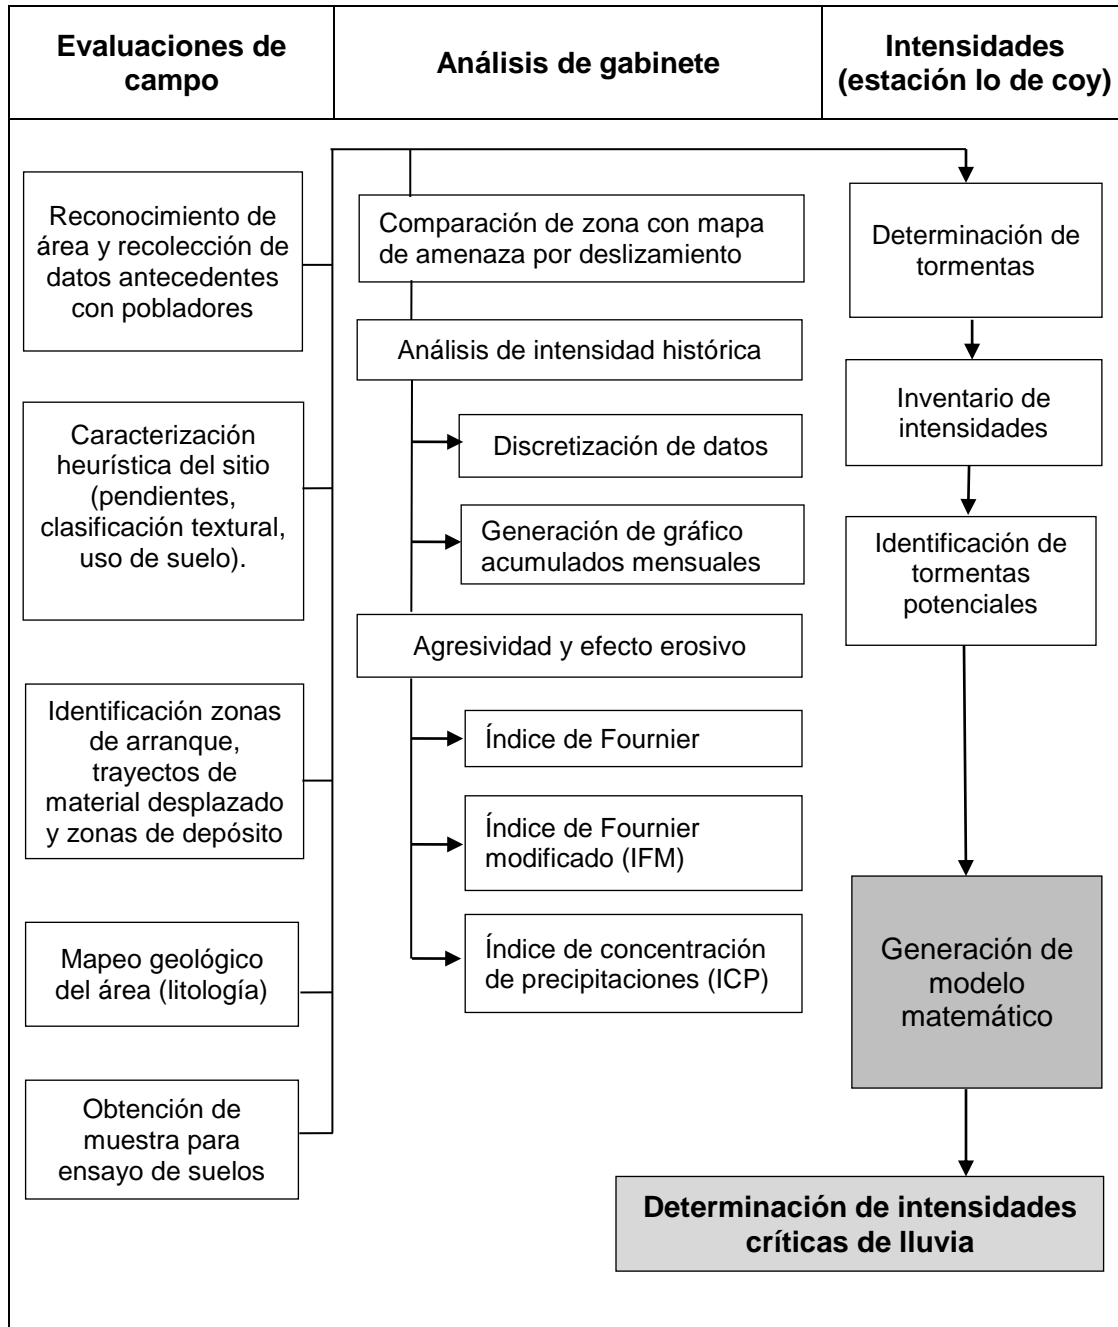 Evaluaciones de
campo
Análisis de gabinete
Intensidades
(estación lo de coy)
Reconocimiento de
área y recolección de
datos antecedentes
con pobladores
Caracterización
heurística del sitio
(pendientes,
clasificación textural,
uso de suelo).
Identificación zonas
de arranque,
trayectos de
material desplazado
y zonas de depósito
Mapeo geológico
del área (litología)
Obtención de
muestra para
ensayo de suelos
Comparación de zona con mapa
de amenaza por deslizamiento
Análisis de intensidad histórica
Discretización de datos
Generación de gráfico
acumulados mensuales
Agresividad y efecto erosivo
Índice de Fournier
Índice de Fournier
modificado (IFM)
Índice de concentración
de precipitaciones (ICP)
Determinación de
tormentas
Inventario de
intensidades
Identificación de
tormentas
potenciales
Generación de
modelo
matemático
Determinación de intensidades
críticas de lluvia